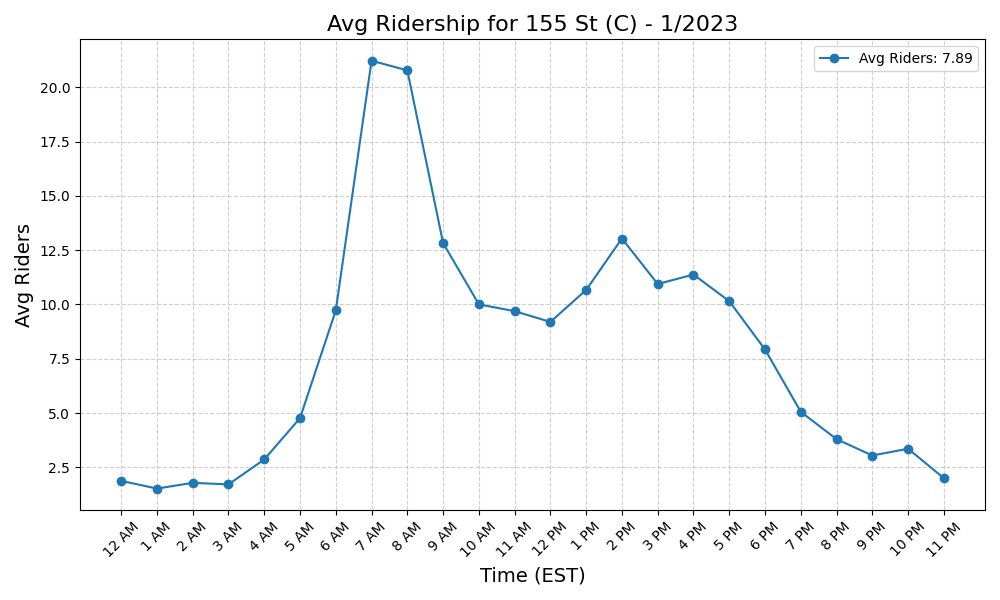 Avg Ridership for 155 St (C) - 1/2023
Avg Riders: 7.89
Avg Riders
20.0
17.5
15.0
12.5
10.0
7.5
5.0
2.5
12 AM
1 AM
2 AM
3 AM
4 AM
5 AM
6 AM
7 AM
8 AM
9 AM
10 AM
11 AM
12 PM
1 PM
2 PM
3 PM
4 PM
5 PM
6 PM
7 PM
8 PM
9 PM
10 PM
11 PM
Time (EST)